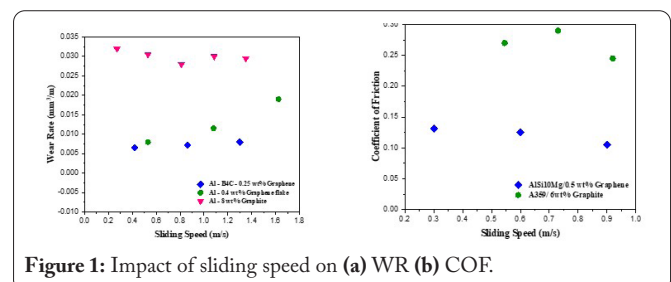 0.035
0.030
0.025
0.020
0.015
0.010
0.005
0.000
-0.005
-0.010
Wear Rate (mm³/m)
Al - B4C - 0.25 wt% Graphene
Al - 0.4 wt% Graphene flake
Al - 8 wt% Graphite
0.0 0.2 0.4 0.6 0.8 1.0 1.2 1.4 1.6 1.8
Sliding Speed (m/s)
0.30
0.25
0.20
0.15
0.10
0.05
0.00
Coefficient of Friction
AlSi10Mg/0.5 wt% Graphene
A359/ 6 wt% Graphite
0.2 0.3 0.4 0.5 0.6 0.7 0.8 0.9 1.0
Sliding Speed (m/s)
Figure 1: Impact of sliding speed on (a) WR (b) COF.